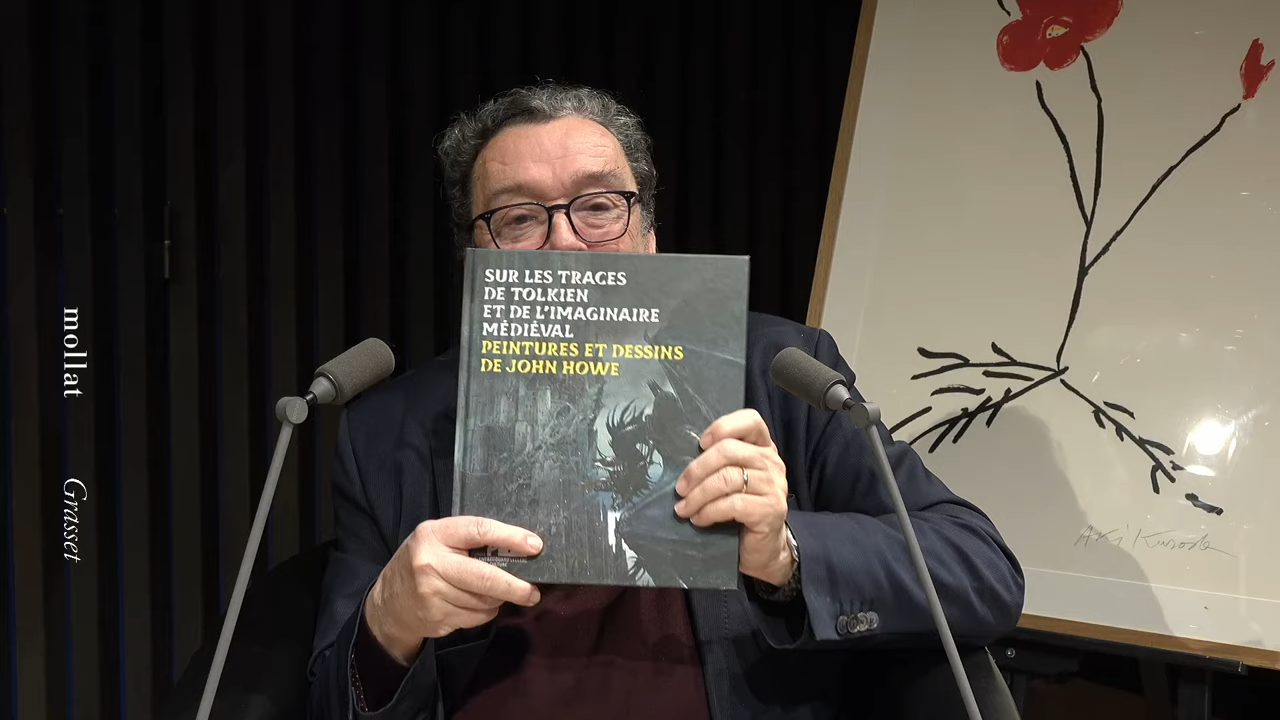 mollat
Grasset
SUR LES TRACES
DE TOLKIEN
ET DE L'IMAGINAIRE
MÉDIÉVAL
PEINTURES ET DESSINS
DE JOHN HOWE
Aki Kuroda